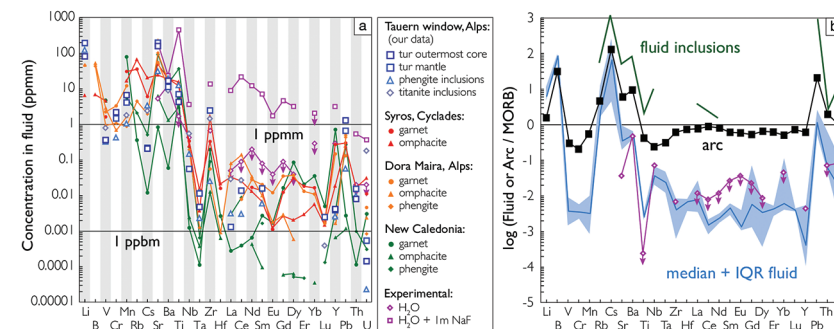 a
Concentration in fluid (ppmm)
1000
100
10
1
0.1
0.01
0.001
0.0001
0.00001
1 ppmm
1 ppbm
Li V Mn Cs Ba Nb Zr La Nd Eu Dy Yb Y Th
B Cr Rb Sr Ti Ta Hf Ce Sm Gd Er Lu Pb U
Tauern window, Alps:
(our data)
tur outermost core
tur mantle
phengite inclusions
titanite inclusions
Syros, Cyclades:
garnet
omphacite
Dora Maira, Alps:
garnet
omphacite
phengite
New Caledonia:
garnet
omphacite
phengite
Experimental:
H₂O
H₂O + 1m NaF
b
log (Fluid or Arc / MORB)
3
2
1
0
-1
-2
-3
-4
-5
fluid inclusions
arc
median + IQR fluid
Li V Mn Cs Ba Nb Zr La Nd Eu Dy Yb Y Th
B Cr Rb Sr Ti Ta Hf Ce Sm Gd Er Lu Pb